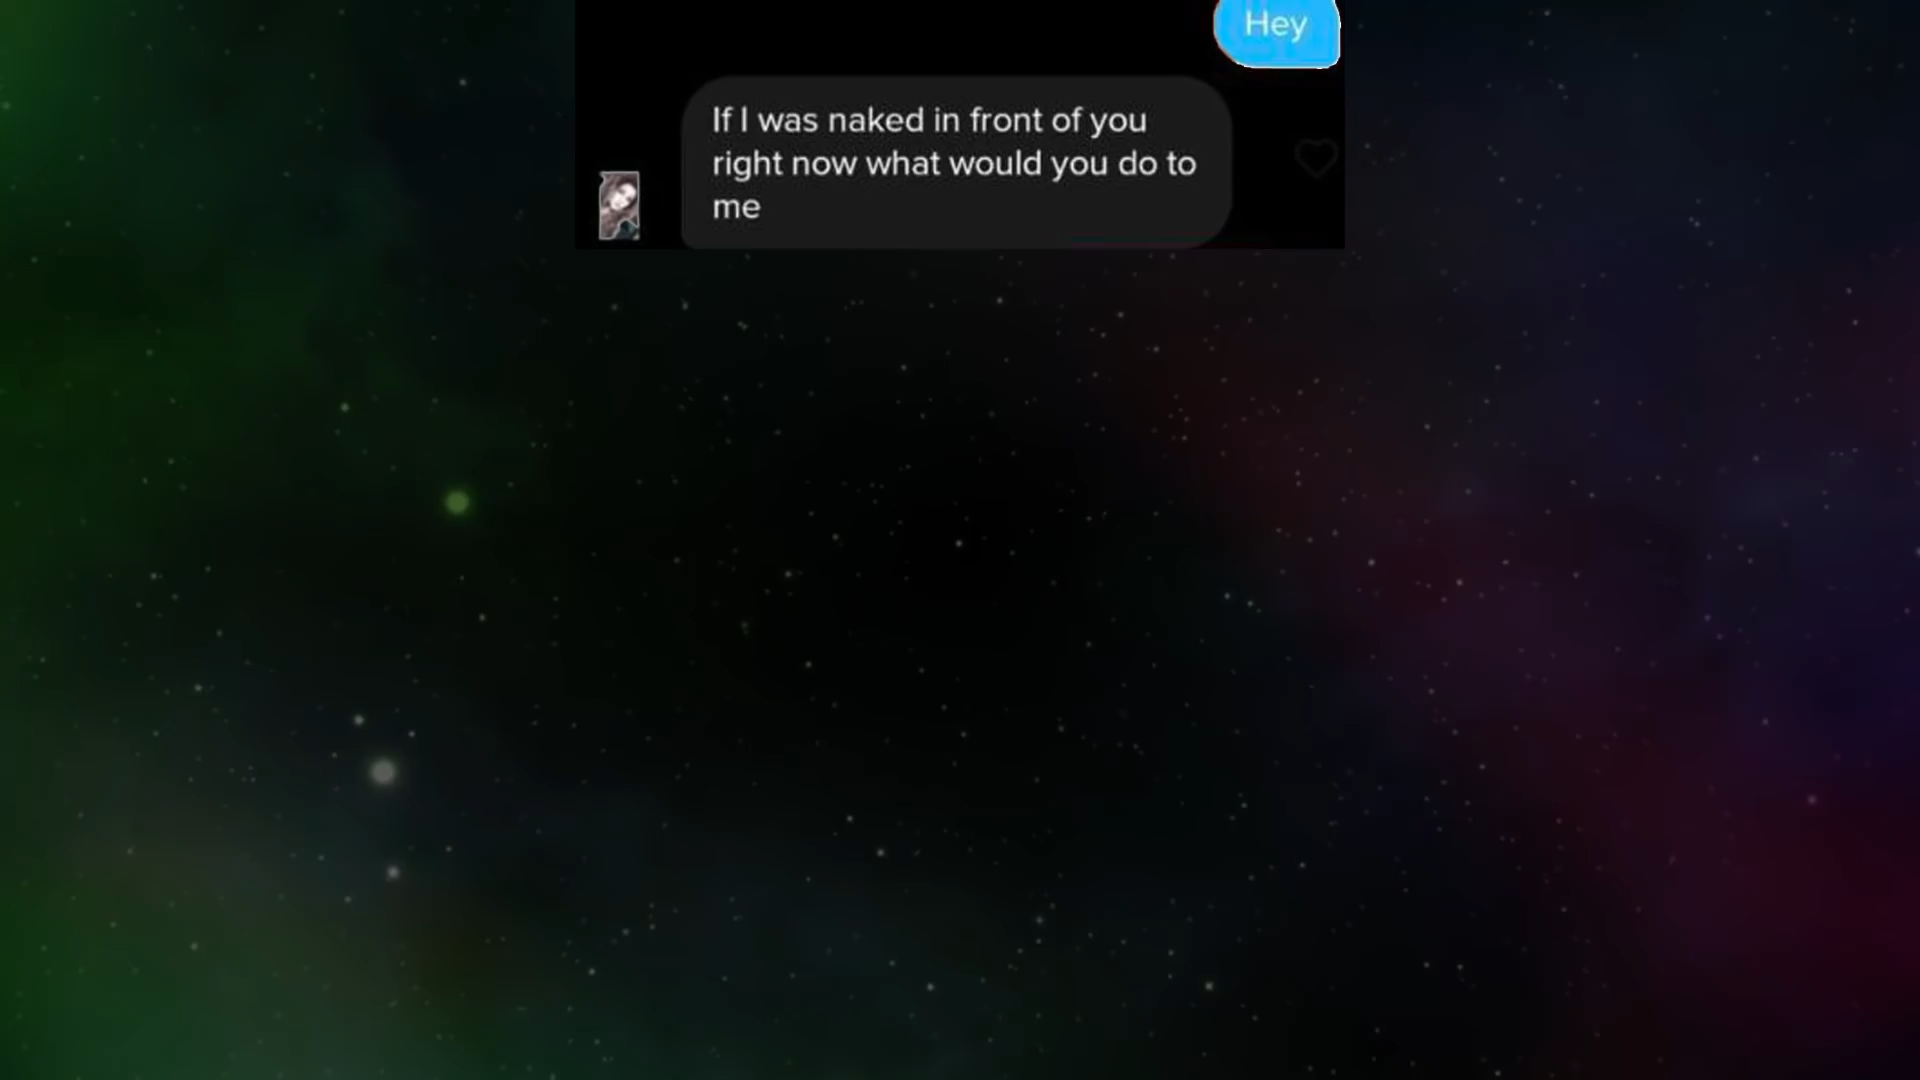 Hey
If I was naked in front of you
right now what would you do to
me